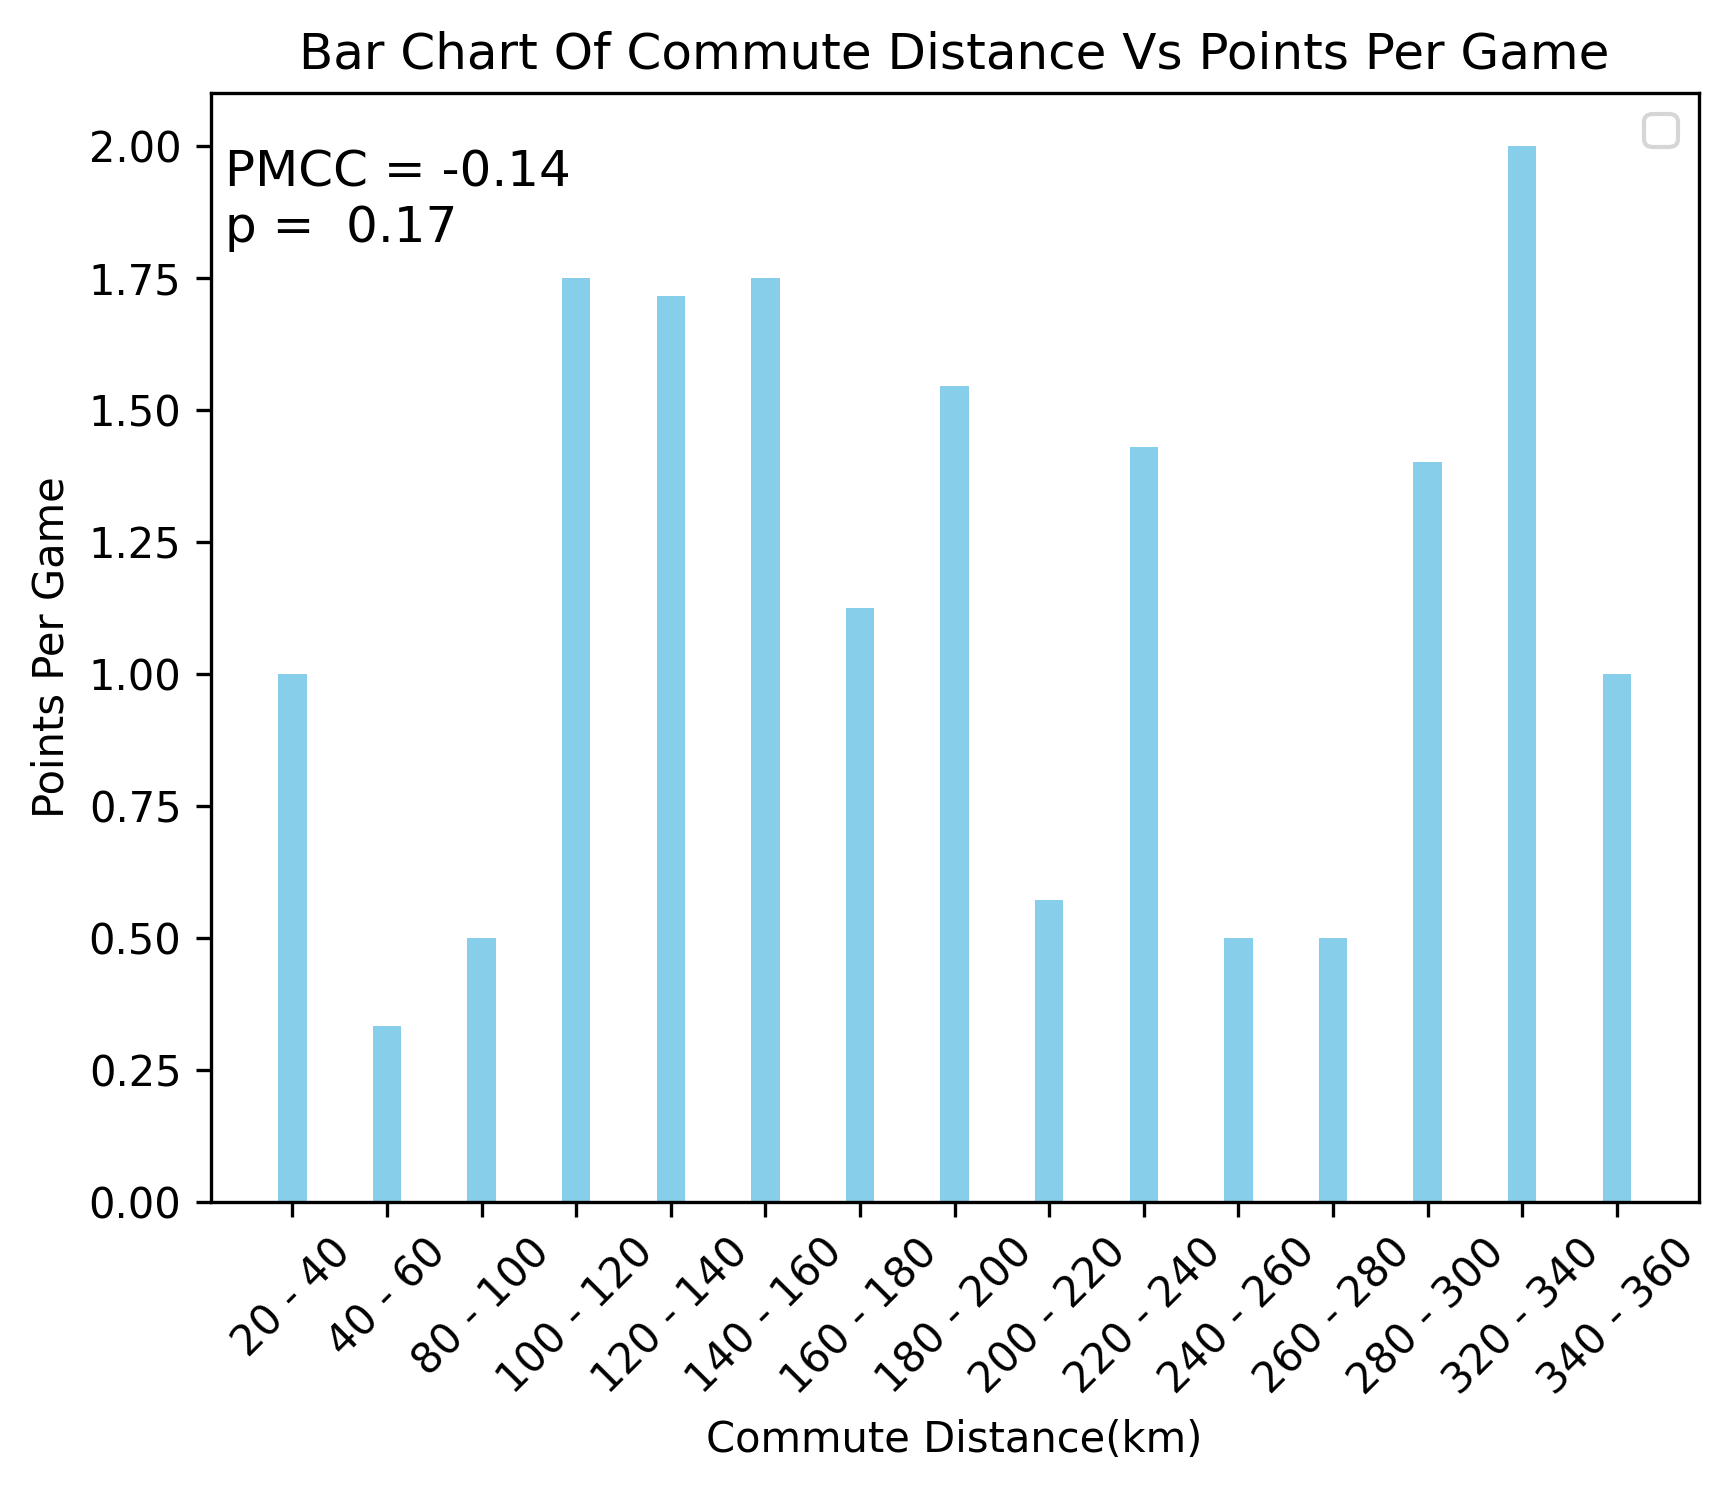 Bar Chart Of Commute Distance Vs Points Per Game
PMCC = -0.14
p =  0.17
2.00
1.75
1.50
1.25
1.00
0.75
0.50
0.25
0.00
Points Per Game
20 - 40
40 - 60
80 - 100
100 - 120
120 - 140
140 - 160
160 - 180
180 - 200
200 - 220
220 - 240
240 - 260
260 - 280
280 - 300
320 - 340
340 - 360
Commute Distance(km)